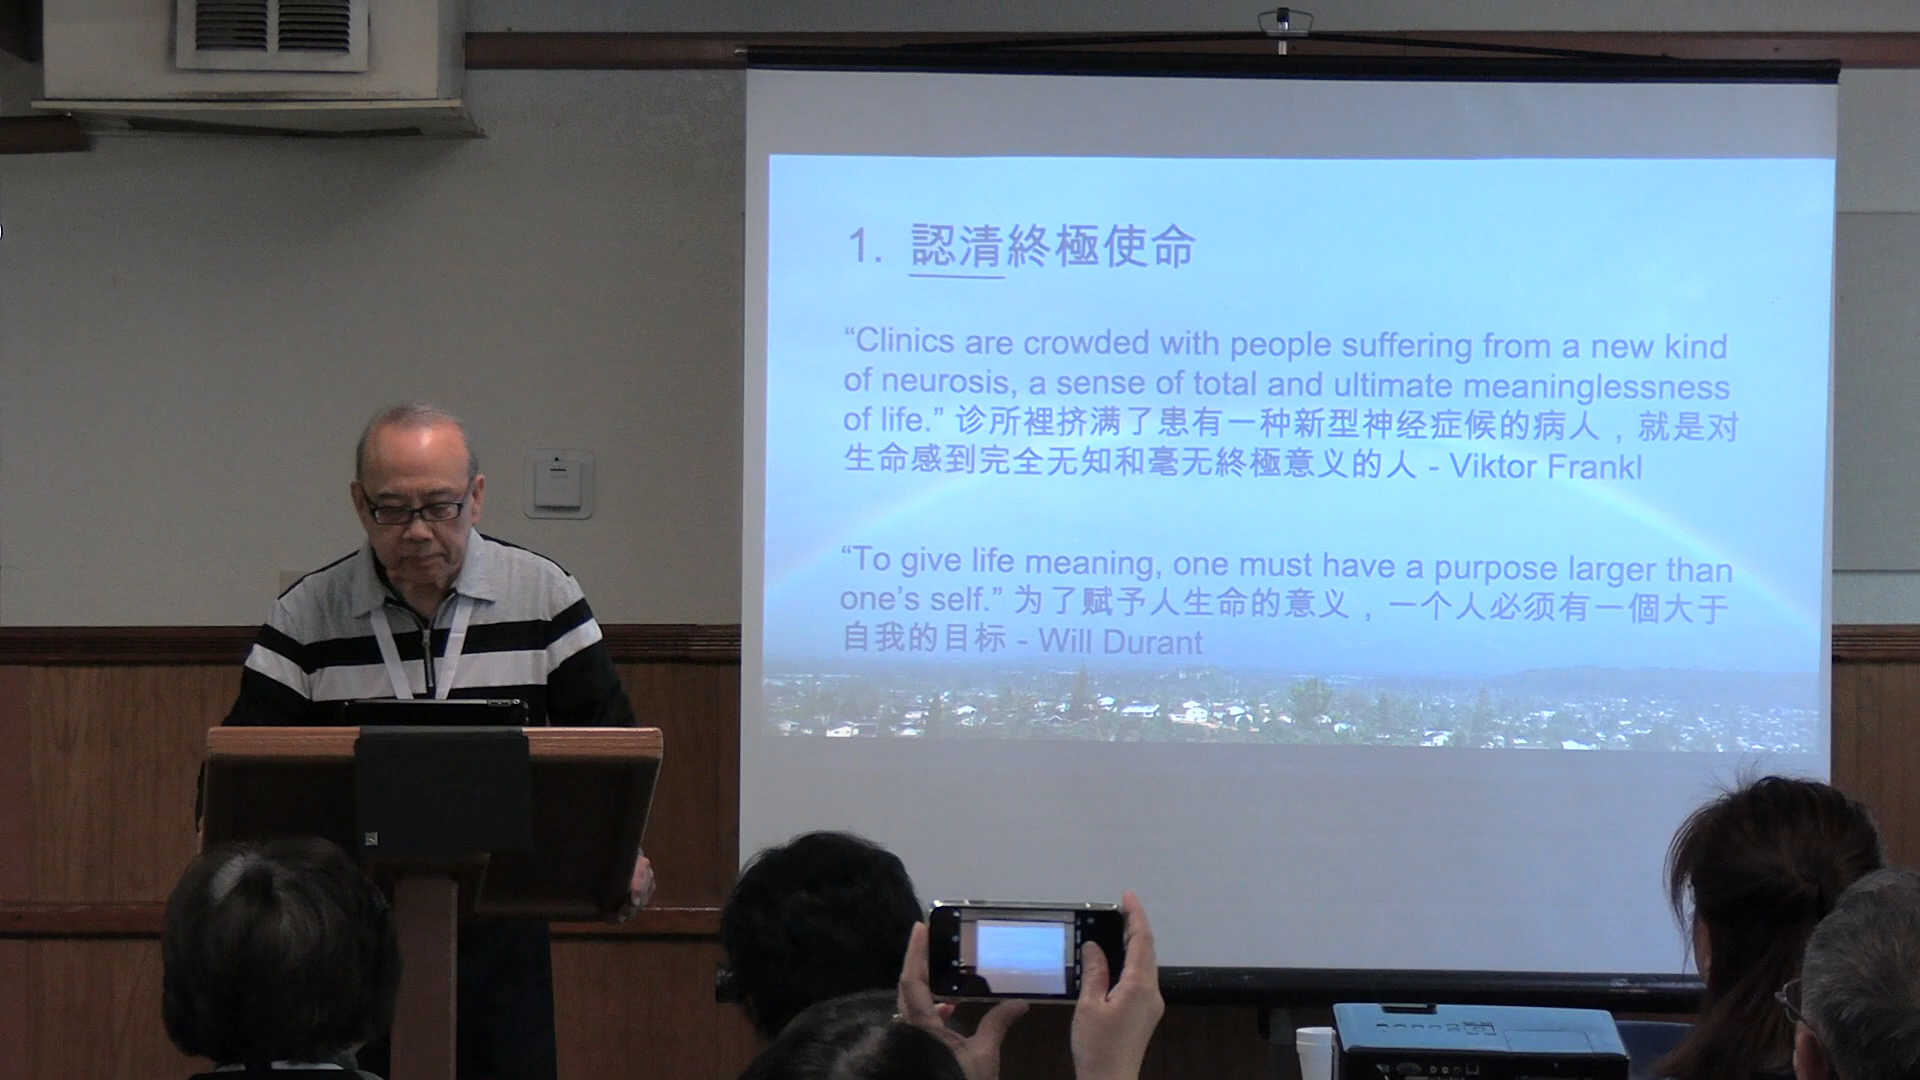 1. 認清終極使命
“Clinics are crowded with people suffering from a new kind
of neurosis, a sense of total and ultimate meaninglessness
of life.” 诊所裡挤满了患有一种新型神经症候的病人，就是对
生命感到完全无知和毫无終極意义的人 - Viktor Frankl
“To give life meaning, one must have a purpose larger than
one’s self.” 为了赋予人生命的意义，一个人必须有一個大于
自我的目标 - Will Durant